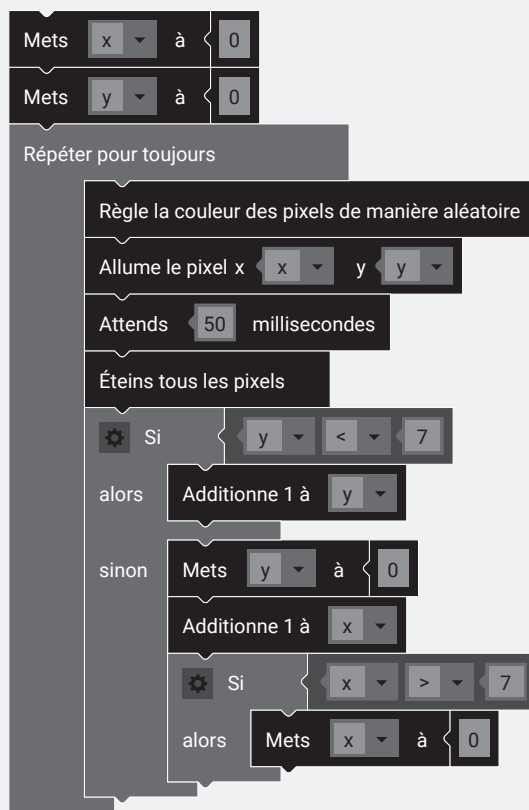 Mets x à 0
Mets y à 0
Répéter pour toujours
Règle la couleur des pixels de manière aléatoire
Allume le pixel x x y y
Attends 50 millisecondes
Éteins tous les pixels
Si y < 7
alors Additionne 1 à y
sinon Mets y à 0
Additionne 1 à x
Si x > 7
alors Mets x à 0